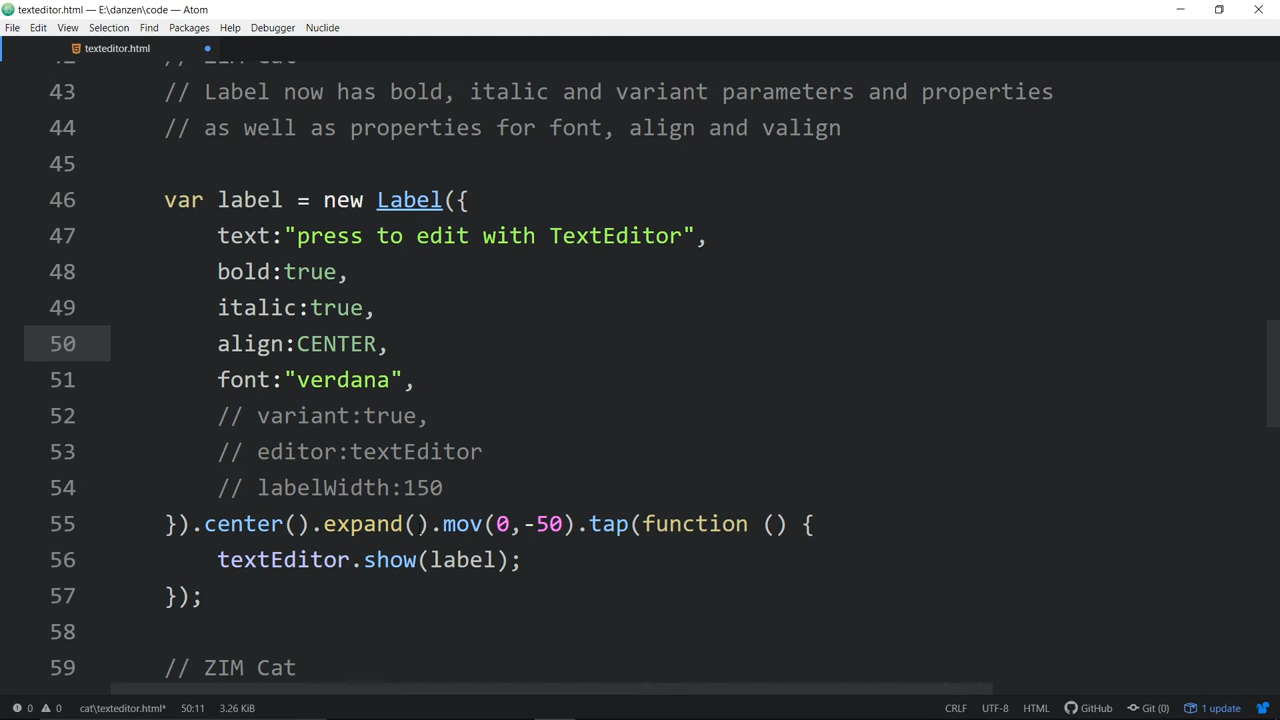 texteditor.html — E:\danzen\code — Atom
File Edit View Selection Find Packages Help Debugger Nuclide
texteditor.html
42 // ZIM Cat
43 // Label now has bold, italic and variant parameters and properties
44 // as well as properties for font, align and valign
45
46 var label = new Label({
47 text:"press to edit with TextEditor",
48 bold:true,
49 italic:true,
50 align:CENTER,
51 font:"verdana",
52 // variant:true,
53 // editor:textEditor
54 // labelWidth:150
55 }).center().expand().mov(0,-50).tap(function () {
56 textEditor.show(label);
57 });
58
59 // ZIM Cat
0 0 cat\texteditor.html* 50:11 3.26 KiB CRLF UTF-8 HTML GitHub Git (0) 1 update